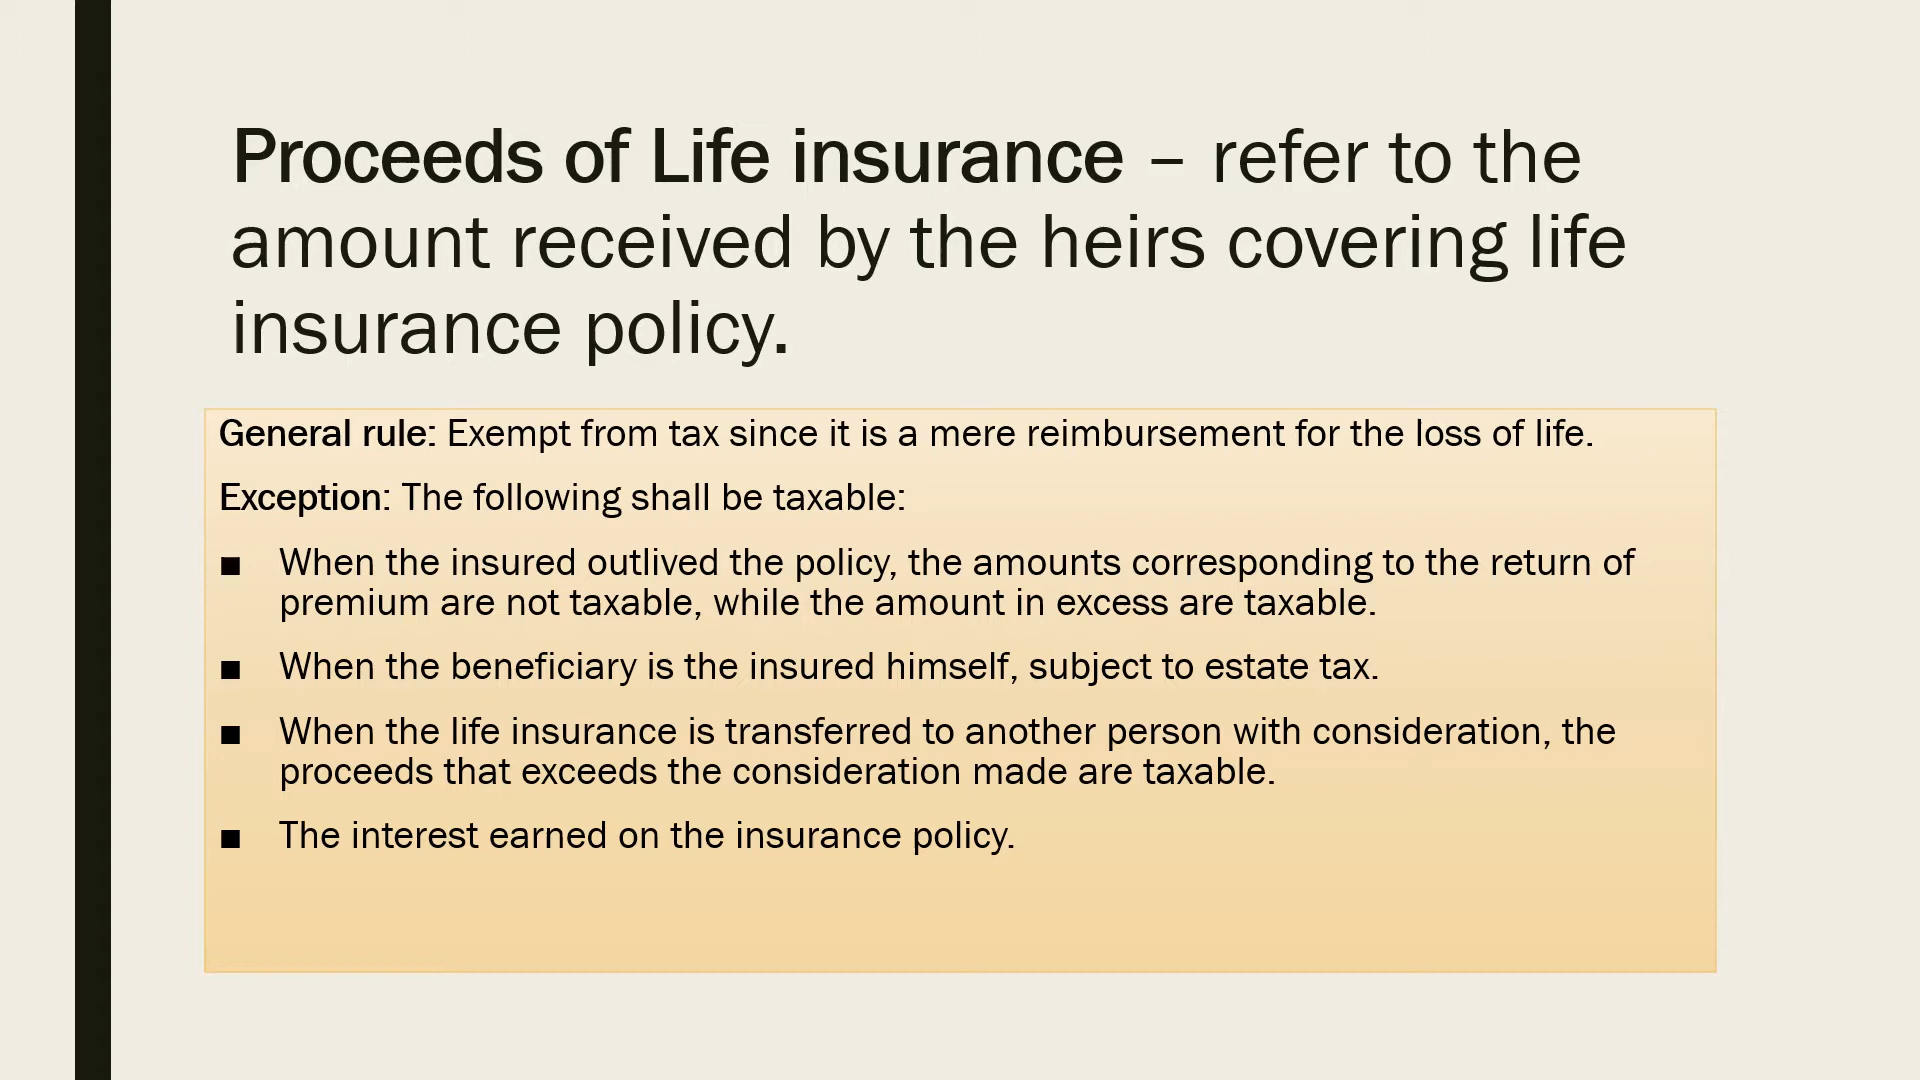 Proceeds of Life insurance – refer to the
amount received by the heirs covering life
insurance policy.
General rule: Exempt from tax since it is a mere reimbursement for the loss of life.
Exception: The following shall be taxable:
■ When the insured outlived the policy, the amounts corresponding to the return of
premium are not taxable, while the amount in excess are taxable.
■ When the beneficiary is the insured himself, subject to estate tax.
■ When the life insurance is transferred to another person with consideration, the
proceeds that exceeds the consideration made are taxable.
■ The interest earned on the insurance policy.